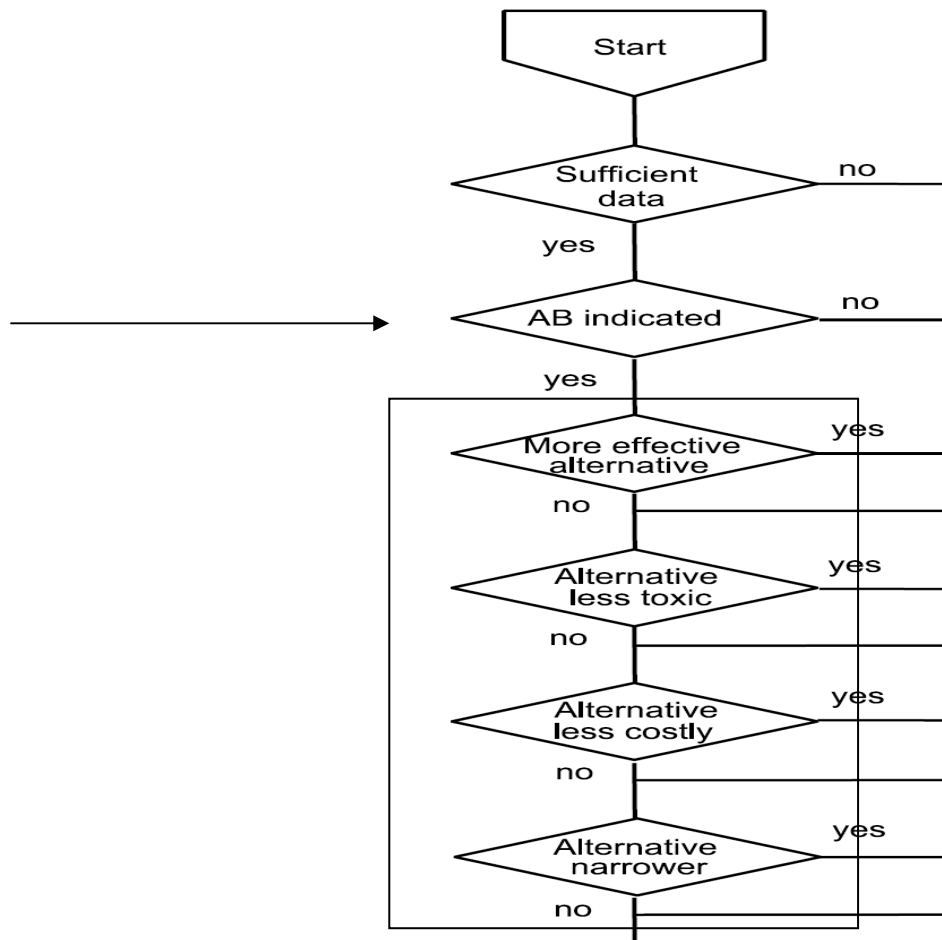 Start
Sufficient
data
no
yes
AB indicated
no
yes
More effective
alternative
yes
no
Alternative
less toxic
yes
no
Alternative
less costly
yes
no
Alternative
narrower
yes
no